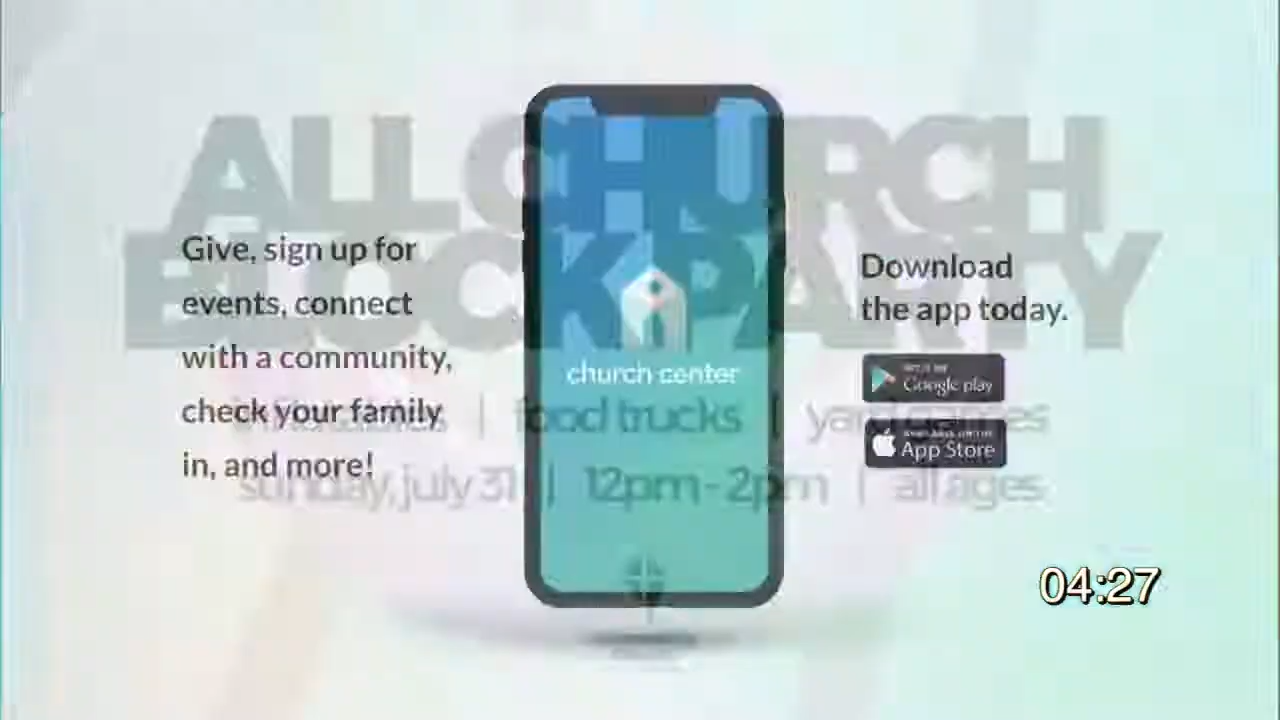 ALL CHURCH
BLOCK PARTY
Give, sign up for
events, connect
with a community,
check your family
in, and more!
church center
Download
the app today.
Google play
App Store
| food trucks | yard games
sunday, july 31 | 12pm - 2pm | all ages
04:27